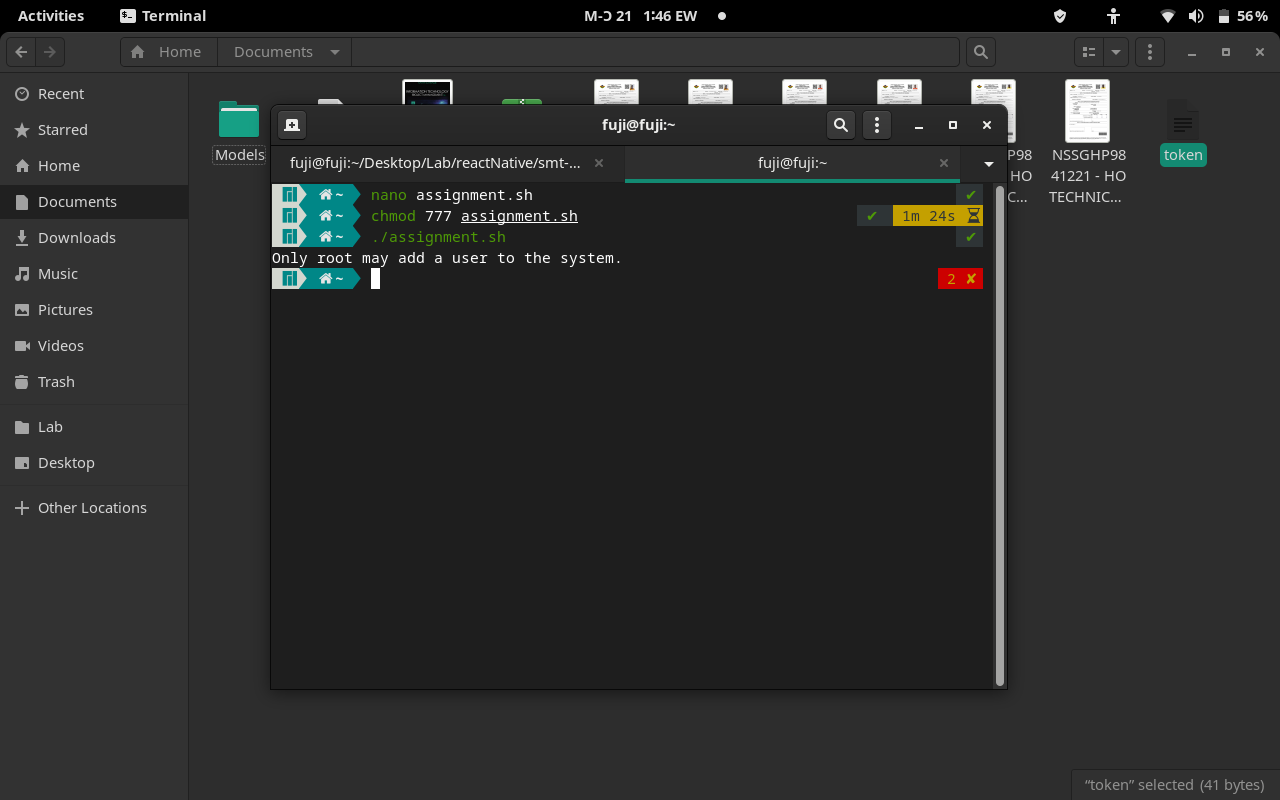 Activities Terminal M-Ɔ 21 1:46 EW 56%
Home Documents
Recent
Starred
Home
Documents
Downloads
Music
Pictures
Videos
Trash
Lab
Desktop
Other Locations
Models
INFORMATION TECHNOLOGY
P98
HO
C...
NSSGHP98
41221 - HO
TECHNIC...
token
fuji@fuji:~
fuji@fuji:~/Desktop/Lab/reactNative/smt-... fuji@fuji:~
~ nano assignment.sh ✔
~ chmod 777 assignment.sh ✔ 1m 24s
~ ./assignment.sh ✔
Only root may add a user to the system.
~ 2 ✘
“token” selected (41 bytes)